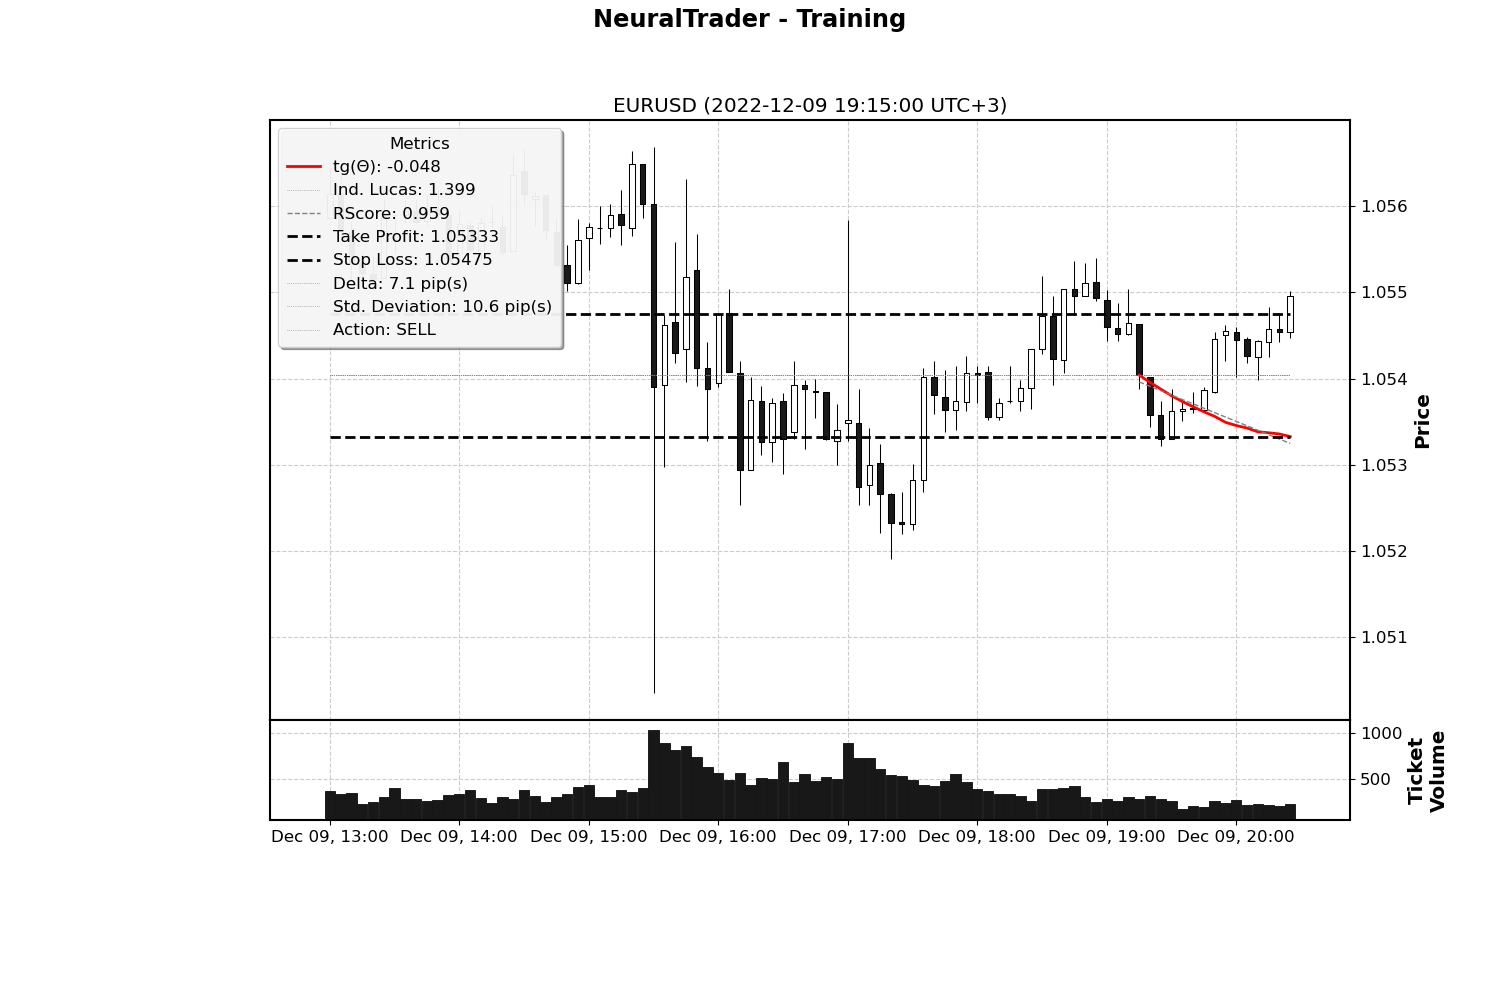 NeuralTrader - Training
EURUSD (2022-12-09 19:15:00 UTC+3)
Metrics
tg(Θ): -0.048
Ind. Lucas: 1.399
RScore: 0.959
Take Profit: 1.05333
Stop Loss: 1.05475
Delta: 7.1 pip(s)
Std. Deviation: 10.6 pip(s)
Action: SELL
1.056
1.055
1.054
1.053
1.052
1.051
Price
1000
500
Ticket
Volume
Dec 09, 13:00 Dec 09, 14:00 Dec 09, 15:00 Dec 09, 16:00 Dec 09, 17:00 Dec 09, 18:00 Dec 09, 19:00 Dec 09, 20:00